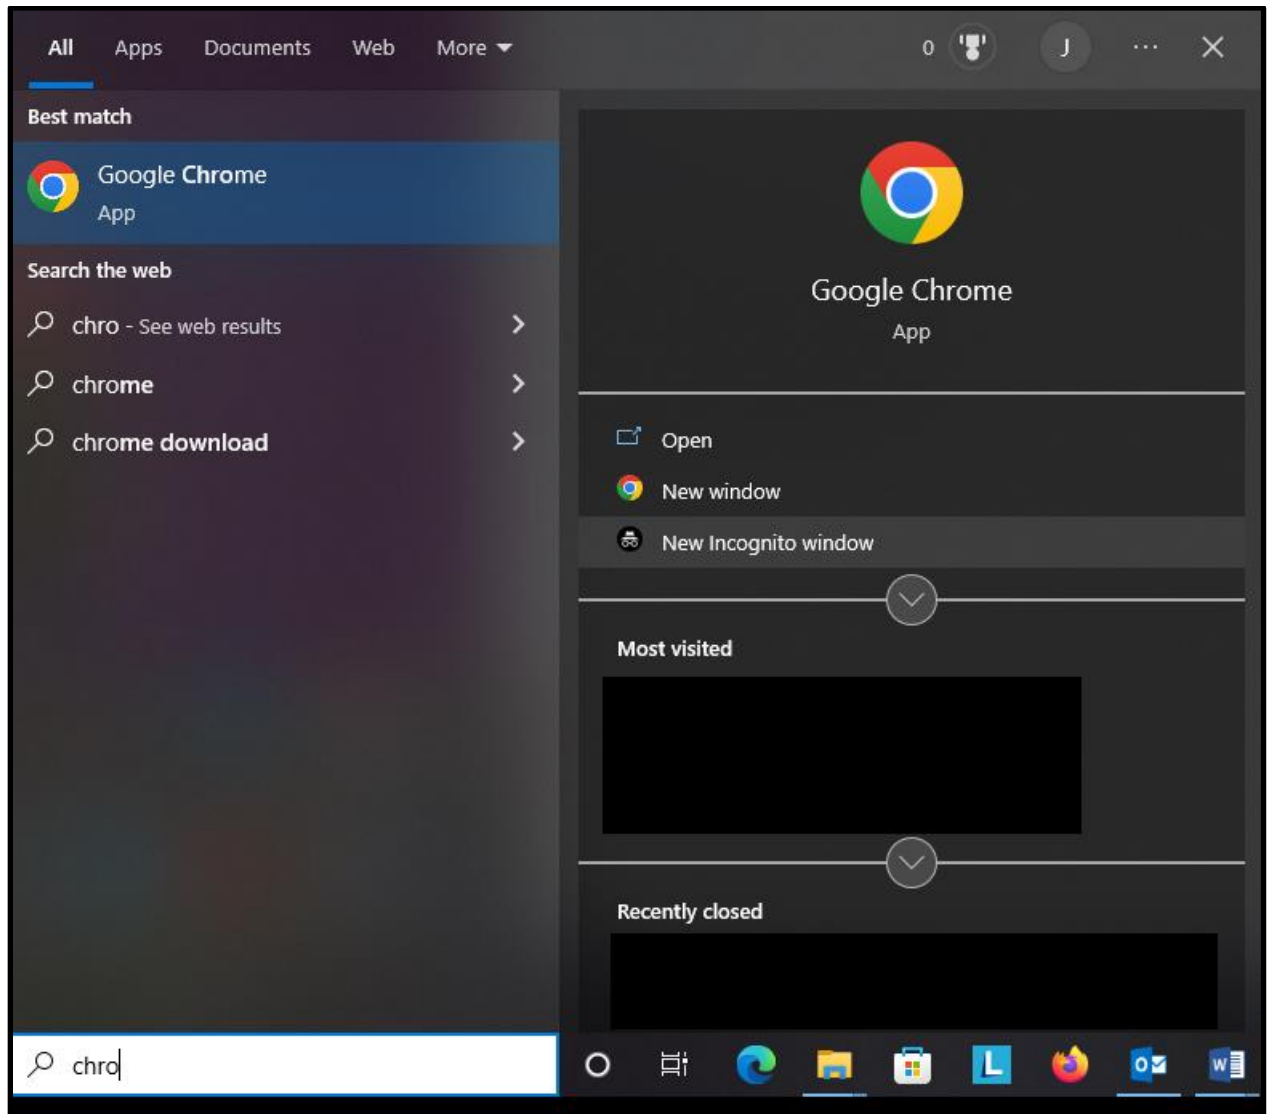 All Apps Documents Web More 0 J ...
Best match
Google Chrome
App
Search the web
chro - See web results
chrome
chrome download
Google Chrome
App
Open
New window
New Incognito window
Most visited
Recently closed
chro